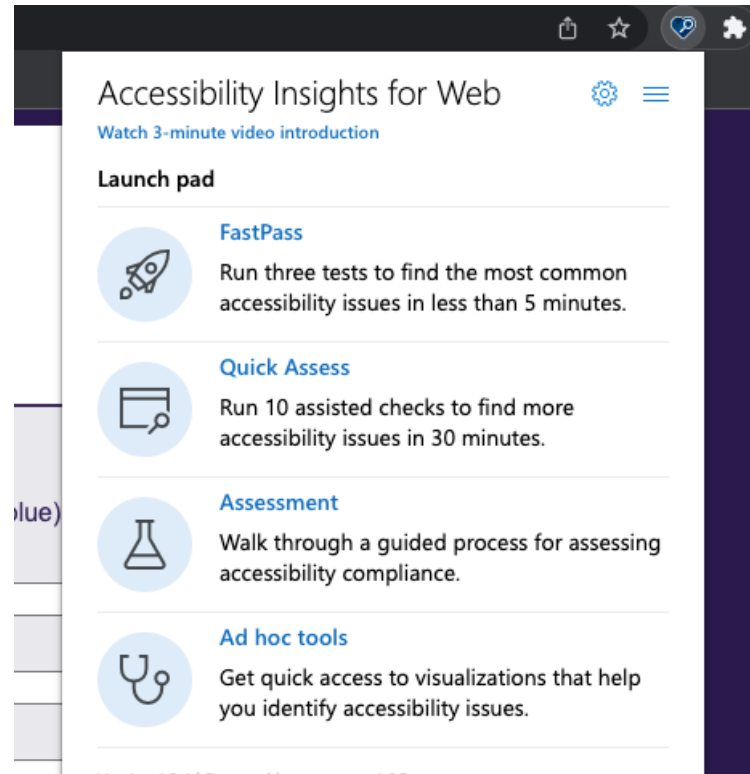 Accessibility Insights for Web
Watch 3-minute video introduction
Launch pad
FastPass
Run three tests to find the most common
accessibility issues in less than 5 minutes.
Quick Assess
Run 10 assisted checks to find more
accessibility issues in 30 minutes.
Assessment
Walk through a guided process for assessing
accessibility compliance.
Ad hoc tools
Get quick access to visualizations that help
you identify accessibility issues.